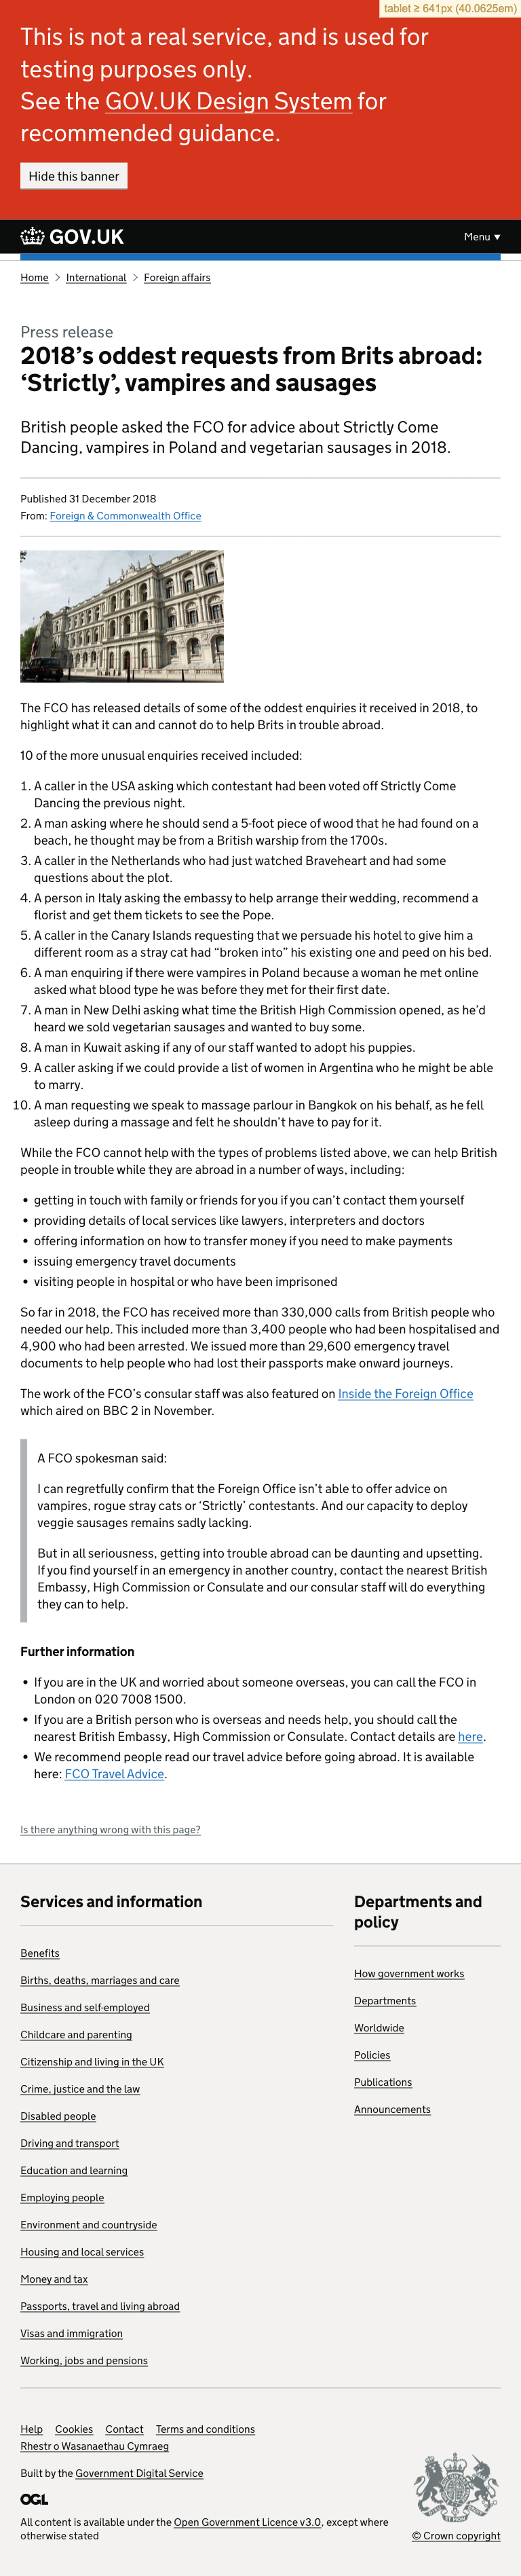 tablet ≥ 641px (40.0625em)
This is not a real service, and is used for
testing purposes only.
See the GOV.UK Design System for
recommended guidance.
Hide this banner
GOV.UK
Menu ▼
Home > International > Foreign affairs
Press release
2018’s oddest requests from Brits abroad:
‘Strictly’, vampires and sausages
British people asked the FCO for advice about Strictly Come
Dancing, vampires in Poland and vegetarian sausages in 2018.
Published 31 December 2018
From: Foreign & Commonwealth Office
The FCO has released details of some of the oddest enquiries it received in 2018, to
highlight what it can and cannot do to help Brits in trouble abroad.
10 of the more unusual enquiries received included:
1. A caller in the USA asking which contestant had been voted off Strictly Come
Dancing the previous night.
2. A man asking where he should send a 5-foot piece of wood that he had found on a
beach, he thought may be from a British warship from the 1700s.
3. A caller in the Netherlands who had just watched Braveheart and had some
questions about the plot.
4. A person in Italy asking the embassy to help arrange their wedding, recommend a
florist and get them tickets to see the Pope.
5. A caller in the Canary Islands requesting that we persuade his hotel to give him a
different room as a stray cat had “broken into” his existing one and peed on his bed.
6. A man enquiring if there were vampires in Poland because a woman he met online
asked what blood type he was before they met for their first date.
7. A man in New Delhi asking what time the British High Commission opened, as he’d
heard we sold vegetarian sausages and wanted to buy some.
8. A man in Kuwait asking if any of our staff wanted to adopt his puppies.
9. A caller asking if we could provide a list of women in Argentina who he might be able
to marry.
10. A man requesting we speak to massage parlour in Bangkok on his behalf, as he fell
asleep during a massage and felt he shouldn’t have to pay for it.
While the FCO cannot help with the types of problems listed above, we can help British
people in trouble while they are abroad in a number of ways, including:
• getting in touch with family or friends for you if you can’t contact them yourself
• providing details of local services like lawyers, interpreters and doctors
• offering information on how to transfer money if you need to make payments
• issuing emergency travel documents
• visiting people in hospital or who have been imprisoned
So far in 2018, the FCO has received more than 330,000 calls from British people who
needed our help. This included more than 3,400 people who had been hospitalised and
4,900 who had been arrested. We issued more than 29,600 emergency travel
documents to help people who had lost their passports make onward journeys.
The work of the FCO’s consular staff was also featured on Inside the Foreign Office
which aired on BBC 2 in November.
A FCO spokesman said:
I can regretfully confirm that the Foreign Office isn’t able to offer advice on
vampires, rogue stray cats or ‘Strictly’ contestants. And our capacity to deploy
veggie sausages remains sadly lacking.
But in all seriousness, getting into trouble abroad can be daunting and upsetting.
If you find yourself in an emergency in another country, contact the nearest British
Embassy, High Commission or Consulate and our consular staff will do everything
they can to help.
Further information
• If you are in the UK and worried about someone overseas, you can call the FCO in
London on 020 7008 1500.
• If you are a British person who is overseas and needs help, you should call the
nearest British Embassy, High Commission or Consulate. Contact details are here.
• We recommend people read our travel advice before going abroad. It is available
here: FCO Travel Advice.
Is there anything wrong with this page?
Services and information
Benefits
Births, deaths, marriages and care
Business and self-employed
Childcare and parenting
Citizenship and living in the UK
Crime, justice and the law
Disabled people
Driving and transport
Education and learning
Employing people
Environment and countryside
Housing and local services
Money and tax
Passports, travel and living abroad
Visas and immigration
Working, jobs and pensions
Departments and
policy
How government works
Departments
Worldwide
Policies
Publications
Announcements
Help Cookies Contact Terms and conditions
Rhestr o Wasanaethau Cymraeg
Built by the Government Digital Service
OGL
All content is available under the Open Government Licence v3.0, except where
otherwise stated
© Crown copyright